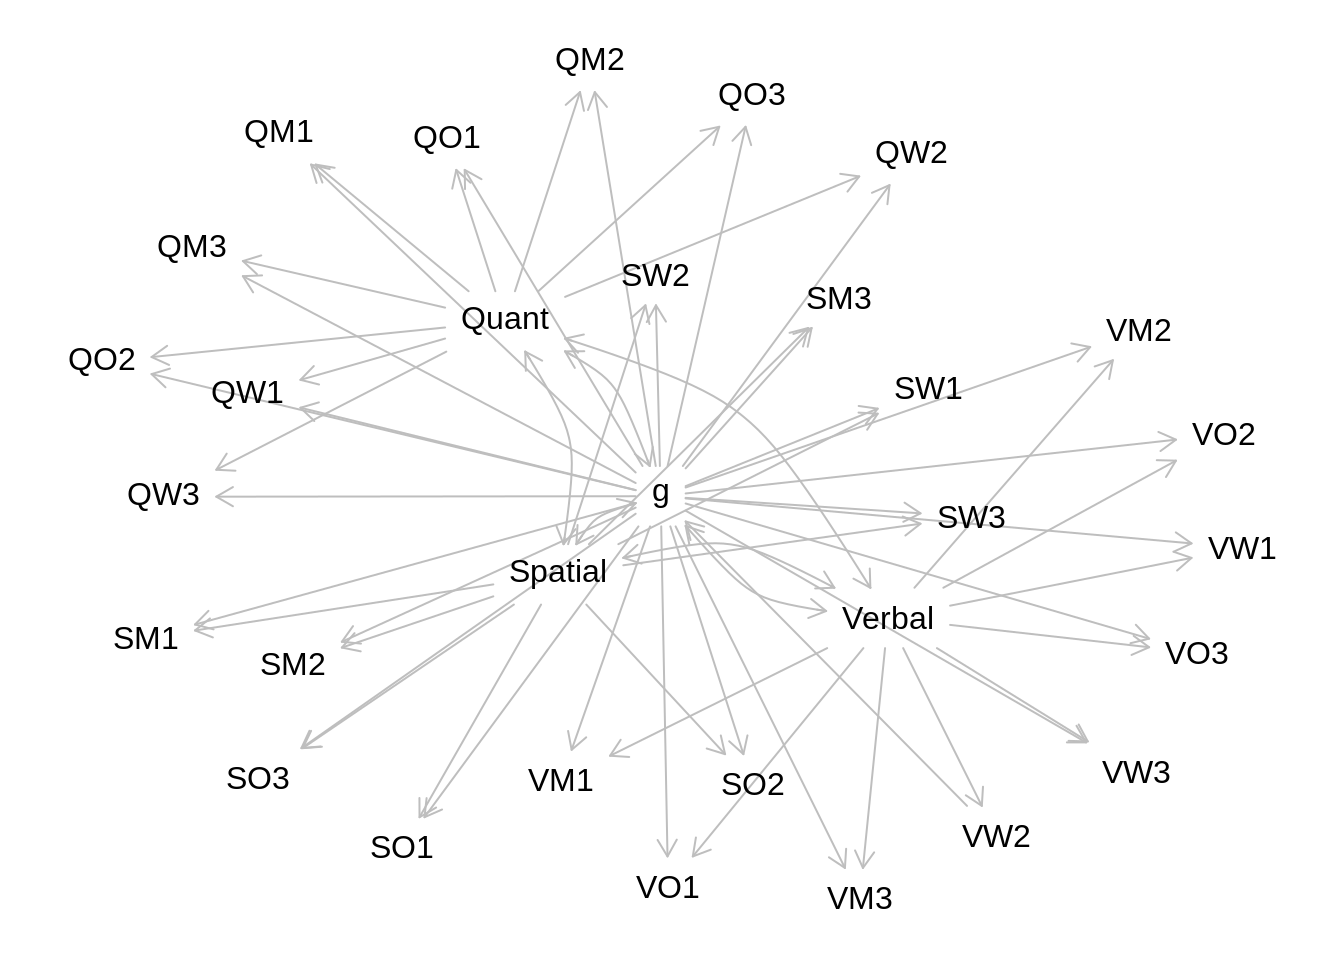 QM2
QO3
QM1
QO1
QW2
QM3
SW2
SM3
Quant
VM2
QO2
QW1
SW1
VO2
QW3
g
SW3
VW1
Spatial
Verbal
SM1
SM2
VO3
SO3
VM1
SO2
VW3
SO1
VW2
VO1
VM3